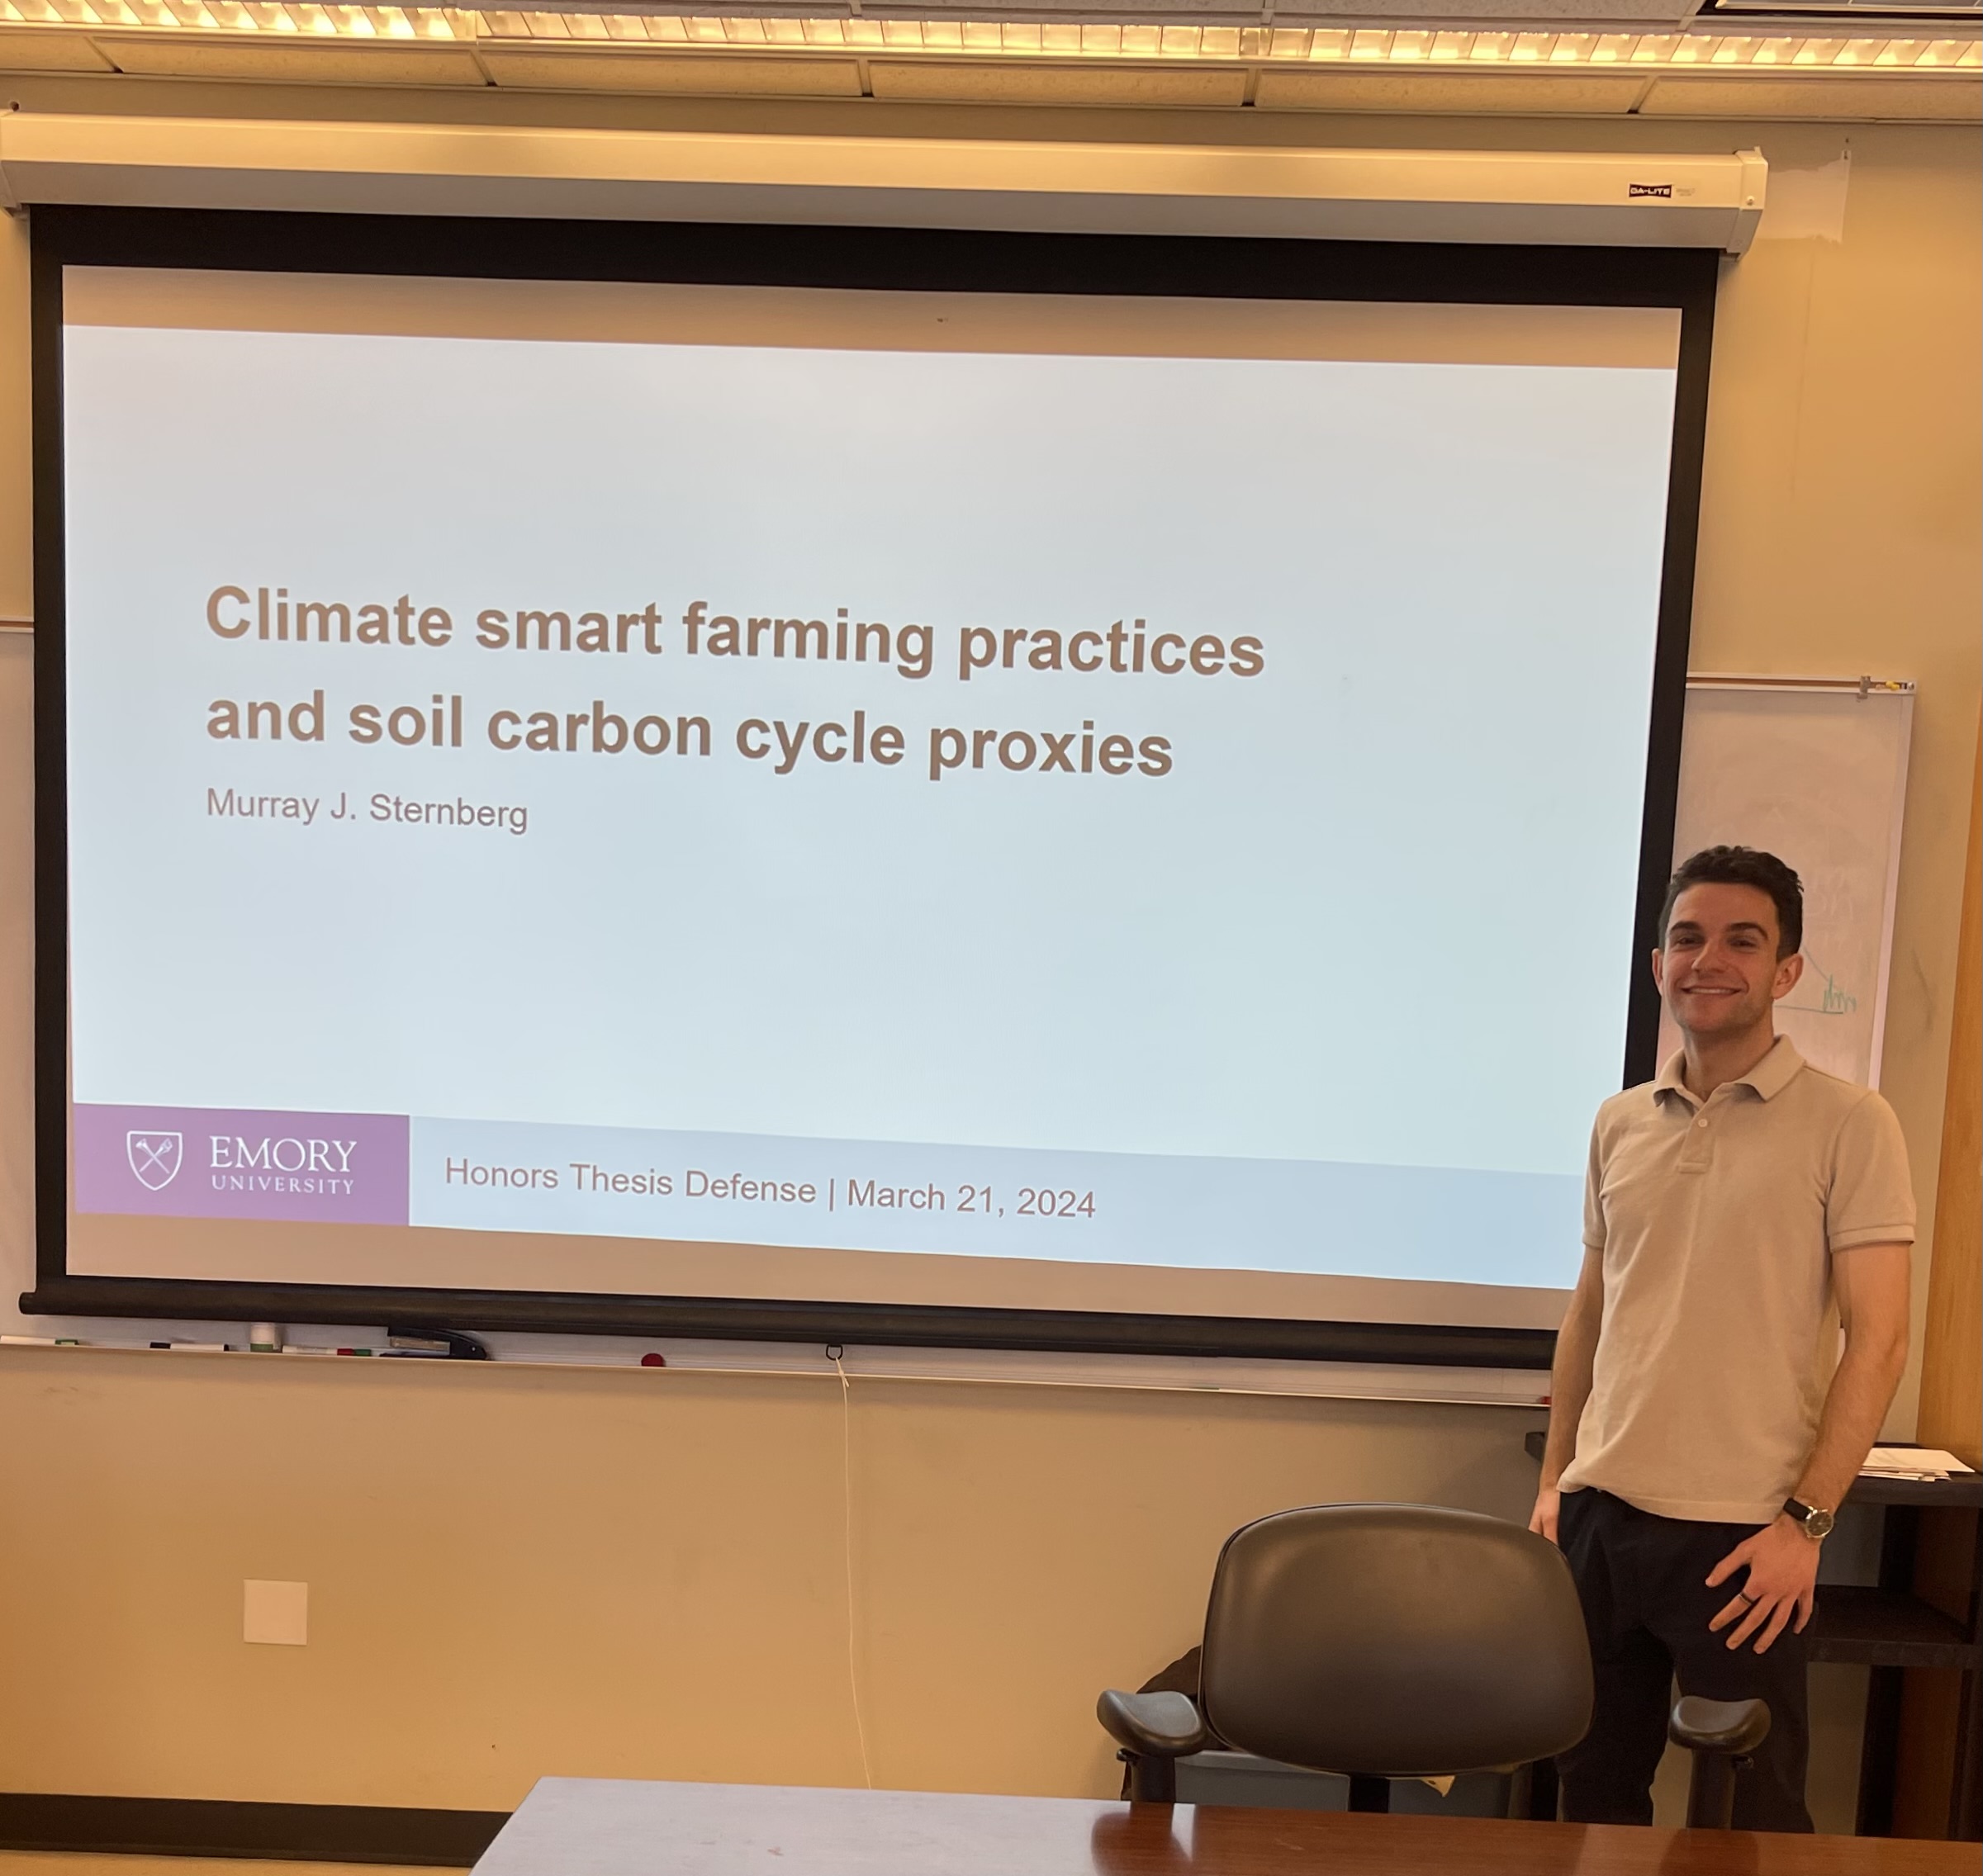 DA-LITE
Climate smart farming practices
and soil carbon cycle proxies
Murray J. Sternberg
EMORY
UNIVERSITY
Honors Thesis Defense | March 21, 2024